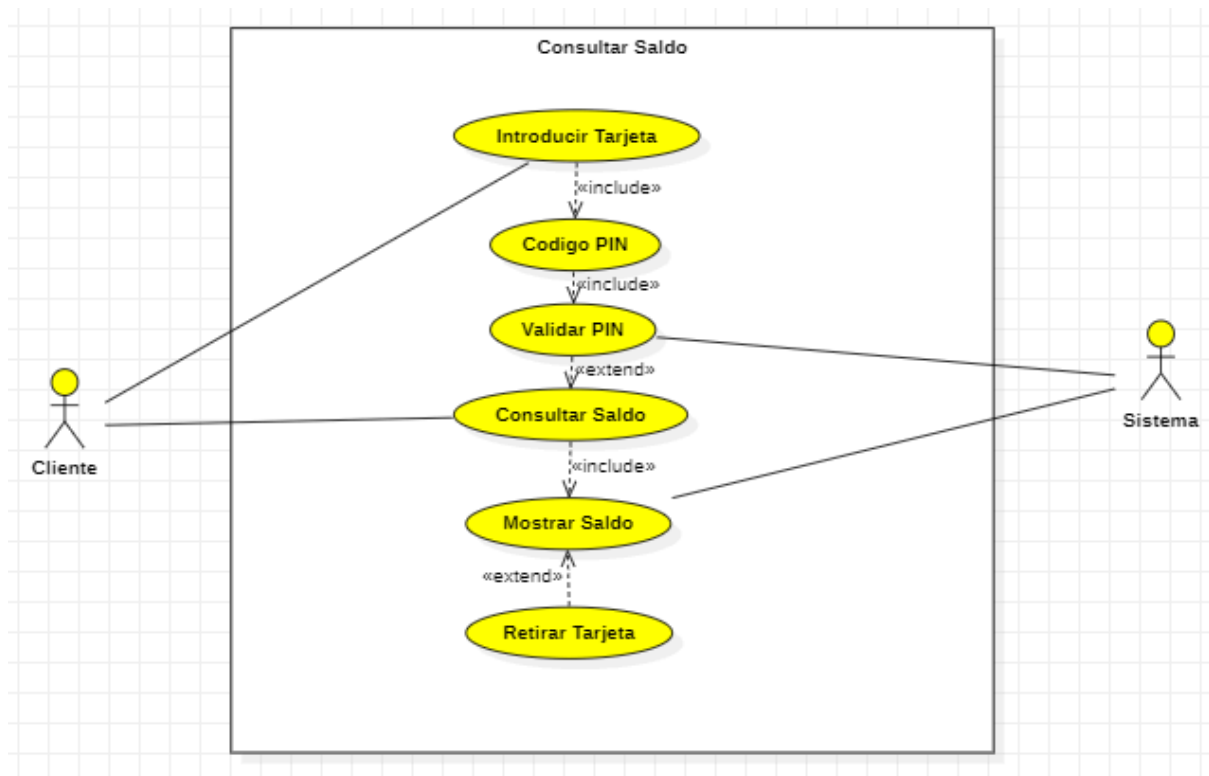 Consultar Saldo
Introducir Tarjeta
«include»
Codigo PIN
«include»
Validar PIN
«extend»
Consultar Saldo
«include»
Mostrar Saldo
«extend»
Retirar Tarjeta
Cliente
Sistema